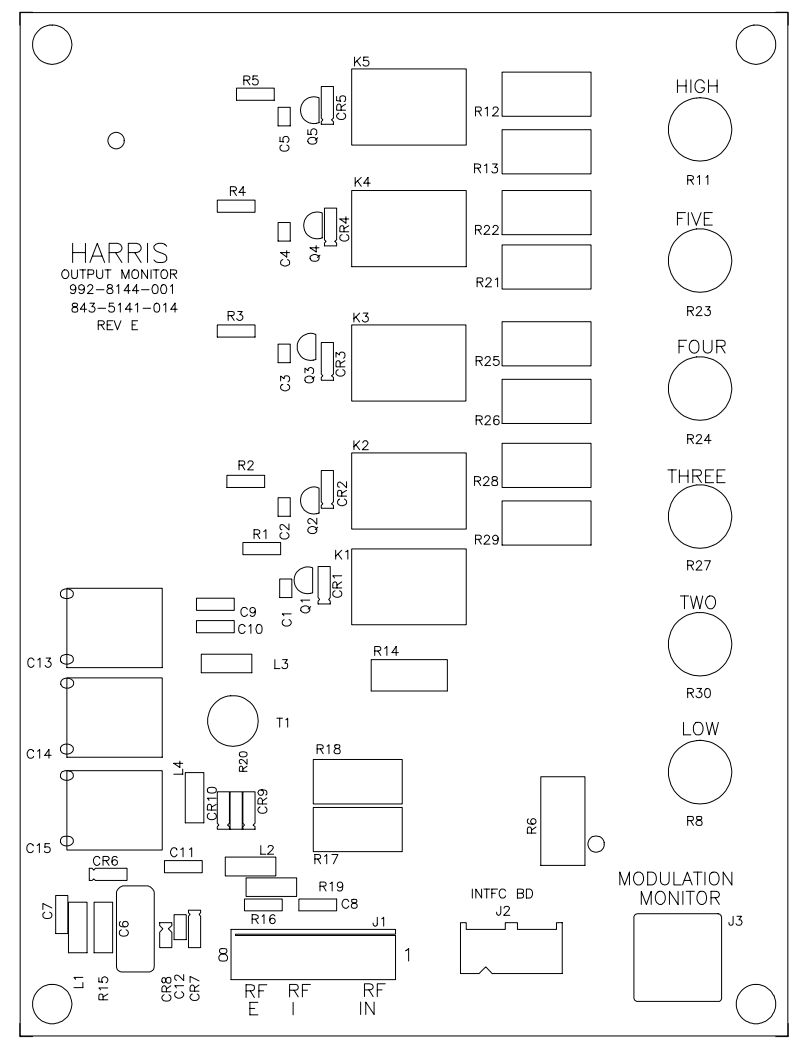 K5
R5
CR5
Q5
C5
R12
R13
HIGH
R11
K4
R4
CR4
Q4
C4
R22
R21
FIVE
R23
HARRIS
OUTPUT MONITOR
992-8144-001
843-5141-014
REV E
K3
R3
CR3
Q3
C3
R25
R26
FOUR
R24
K2
R2
CR2
Q2
C2
R28
R29
THREE
R27
R1
K1
CR1
Q1
C1
C9
C10
TWO
R30
C13
L3
R14
T1
LOW
R8
C14
R20
R18
L4
CR10
CR9
R6
C15
R17
CR6
C11
L2
R19
C8
R16
C7
C6
L1
R15
CR8
C12
CR7
J1
8
1
RF
E
RF
I
RF
IN
INTFC BD
J2
MODULATION
MONITOR
J3